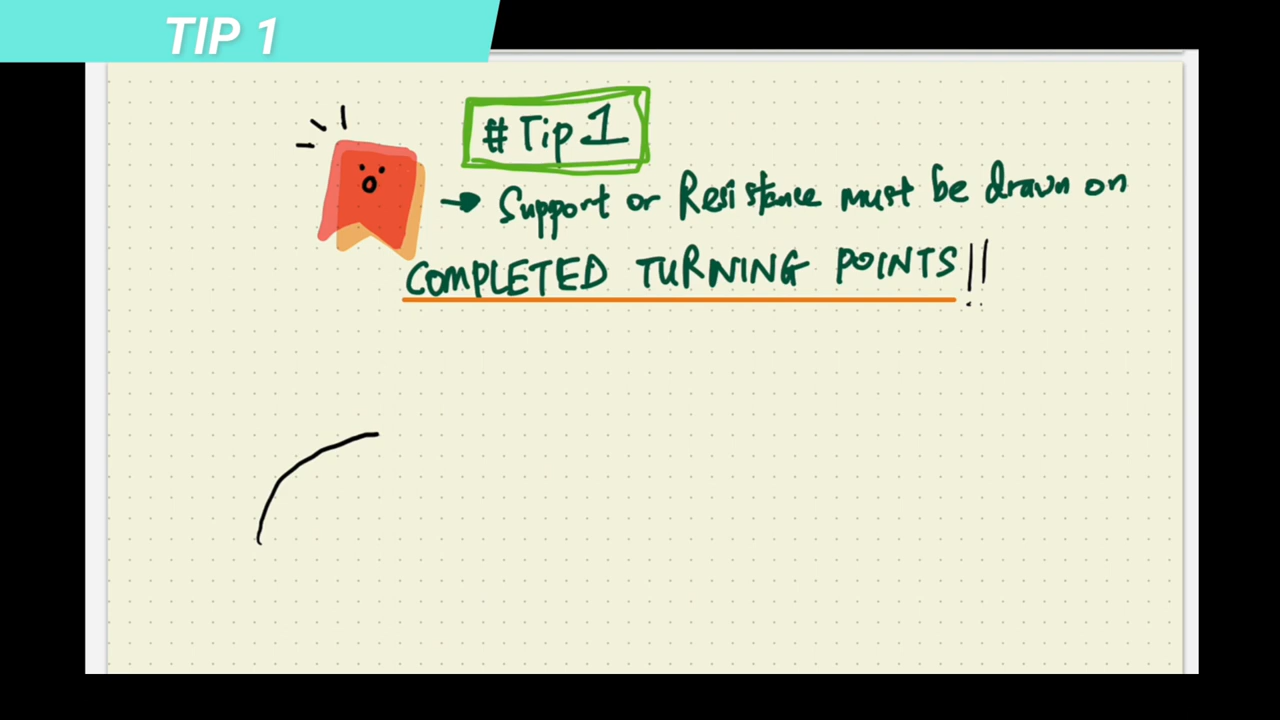 TIP 1
# Tip 1
→ Support or Resistance must be drawn on
COMPLETED TURNING POINTS!!